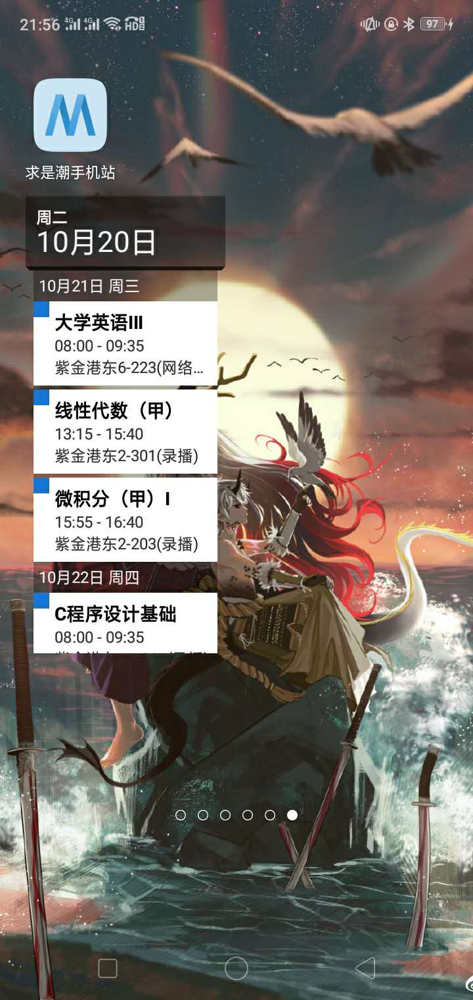 21:56 4G 4G HD 1 2 97
求是潮手机站
周二
10月20日
10月21日 周三
大学英语III
08:00 - 09:35
紫金港东6-223(网络...
线性代数（甲）
13:15 - 15:40
紫金港东2-301(录播)
微积分（甲）I
15:55 - 16:40
紫金港东2-203(录播)
10月22日 周四
C程序设计基础
08:00 - 09:35